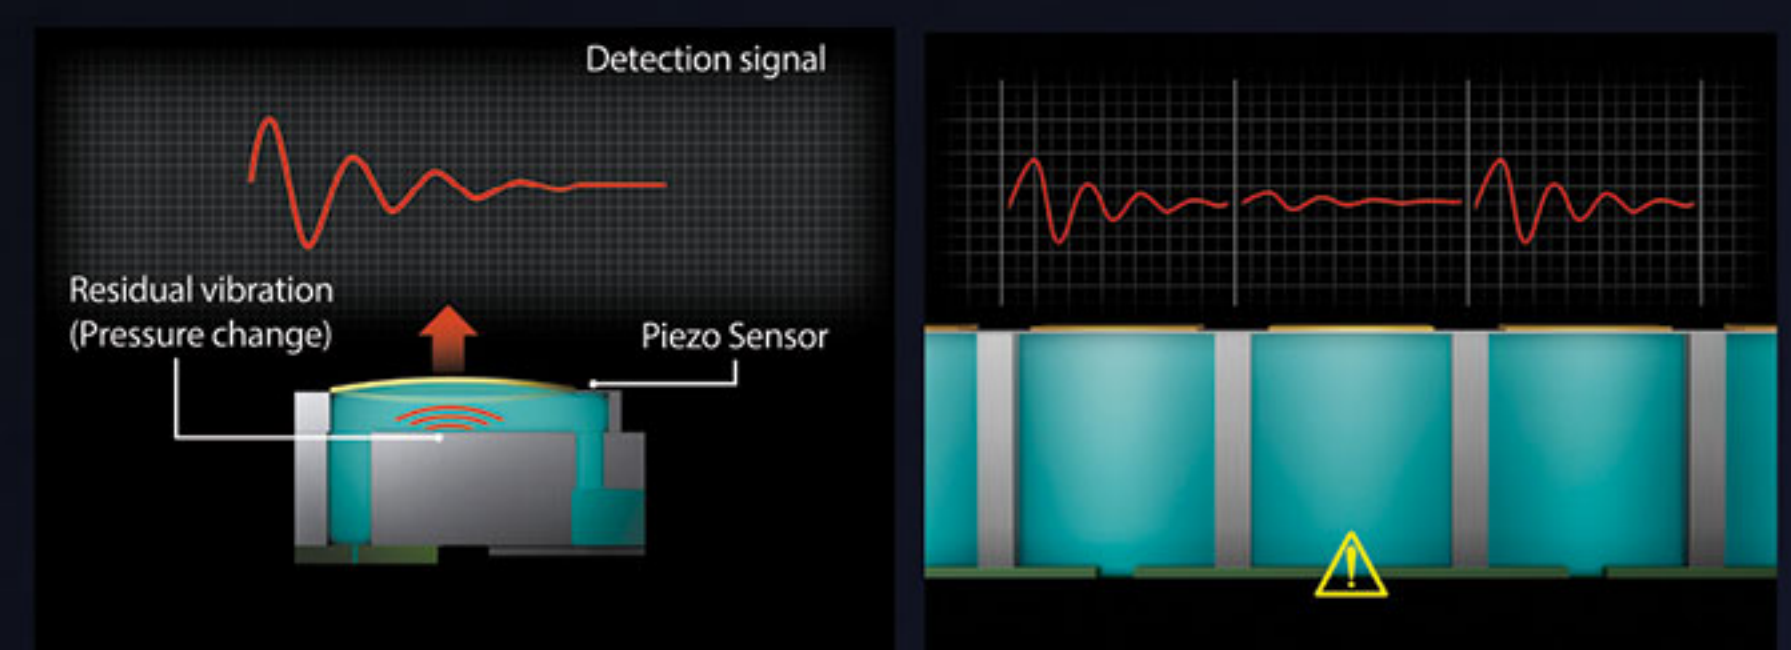 Detection signal
Residual vibration
(Pressure change)
Piezo Sensor